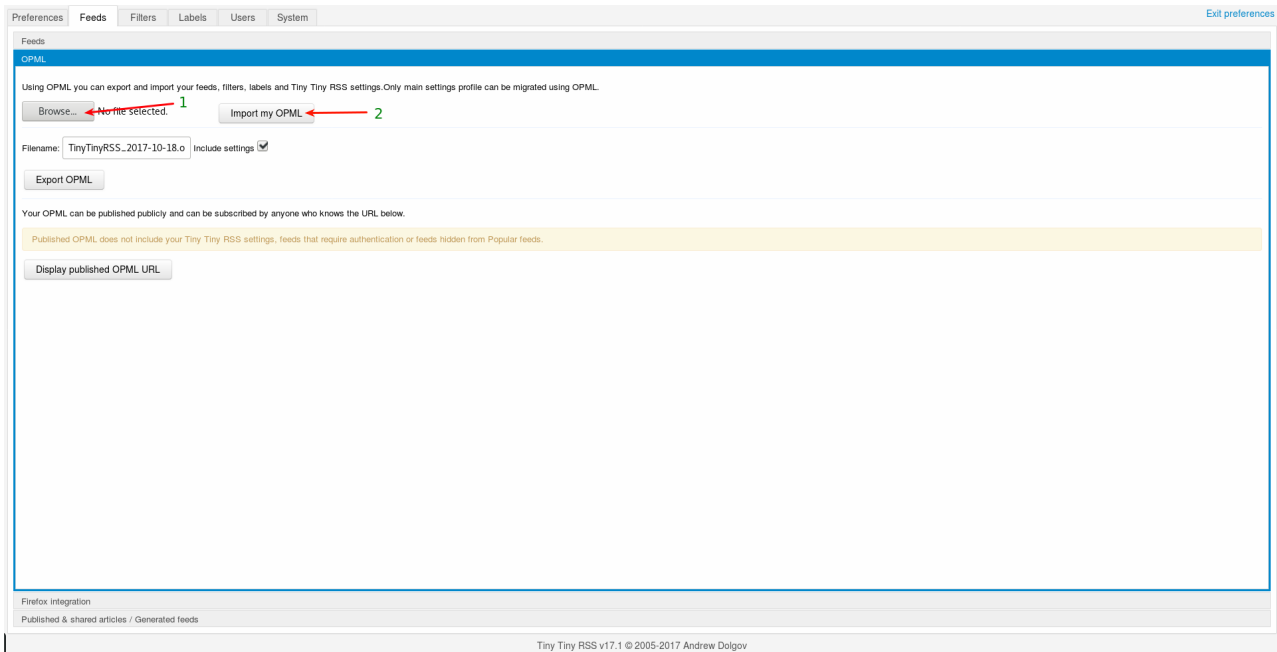 Preferences Feeds Filters Labels Users System Exit preferences
Feeds
OPML
Using OPML you can export and import your feeds, filters, labels and Tiny Tiny RSS settings.Only main settings profile can be migrated using OPML.
Browse... No file selected. 1 Import my OPML 2
Filename: TinyTinyRSS_2017-10-18.o Include settings
Export OPML
Your OPML can be published publicly and can be subscribed by anyone who knows the URL below.
Published OPML does not include your Tiny Tiny RSS settings, feeds that require authentication or feeds hidden from Popular feeds.
Display published OPML URL
Firefox integration
Published & shared articles / Generated feeds
Tiny Tiny RSS v17.1 © 2005-2017 Andrew Dolgov